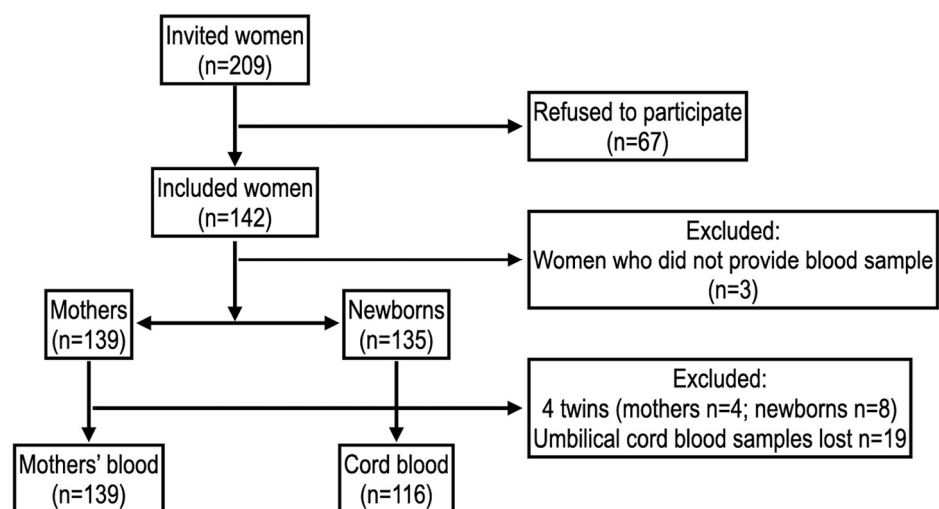 Invited women
(n=209)
Refused to participate
(n=67)
Included women
(n=142)
Excluded:
Women who did not provide blood sample
(n=3)
Mothers
(n=139)
Newborns
(n=135)
Excluded:
4 twins (mothers n=4; newborns n=8)
Umbilical cord blood samples lost n=19
Mothers’ blood
(n=139)
Cord blood
(n=116)